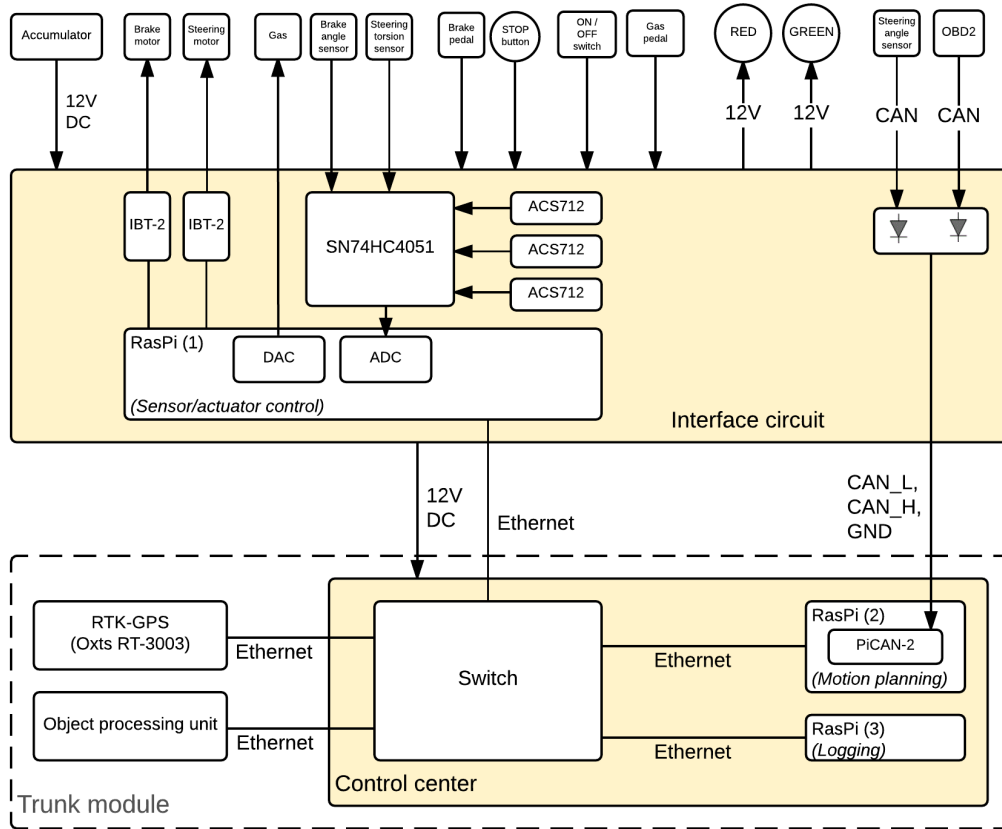 Accumulator
Brake
motor
Steering
motor
Gas
Brake
angle
sensor
Steering
torsion
sensor
Brake
pedal
STOP
button
ON /
OFF
switch
Gas
pedal
RED
GREEN
Steering
angle
sensor
OBD2
12V
DC
12V
12V
CAN
CAN
IBT-2
IBT-2
SN74HC4051
ACS712
ACS712
ACS712
RasPi (1)
DAC
ADC
(Sensor/actuator control)
Interface circuit
12V
DC
Ethernet
CAN_L,
CAN_H,
GND
RTK-GPS
(Oxts RT-3003)
Ethernet
Switch
Ethernet
RasPi (2)
PiCAN-2
(Motion planning)
Object processing unit
Ethernet
Ethernet
RasPi (3)
(Logging)
Control center
Trunk module